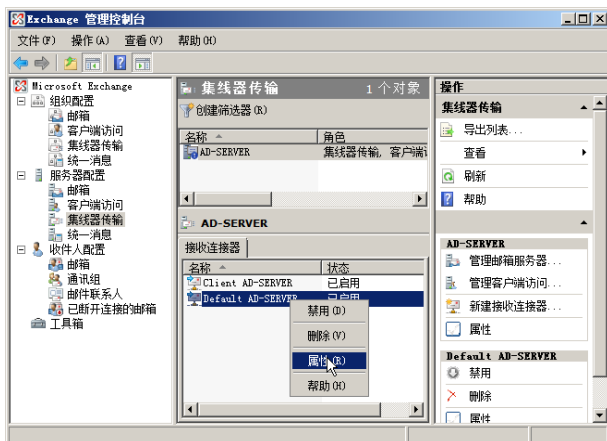 Exchange 管理控制台
文件(F) 操作(A) 查看(V) 帮助(H)
Microsoft Exchange
组织配置
邮箱
客户端访问
集线器传输
统一消息
服务器配置
邮箱
客户端访问
集线器传输
统一消息
收件人配置
邮箱
通讯组
邮件联系人
已断开连接的邮箱
工具箱
集线器传输 1 个对象
创建筛选器(R)
名称 角色
AD-SERVER 集线器传输, 客户端
AD-SERVER
接收连接器
名称 状态
Client AD-SERVER 已启用
Default AD-SERVER 已启用
禁用(D)
删除(V)
属性(R)
帮助(H)
操作
集线器传输
导出列表...
查看
刷新
帮助
AD-SERVER
管理邮箱服务器...
管理客户端访问...
新建接收连接器...
属性
Default AD-SERVER
禁用
删除
属性